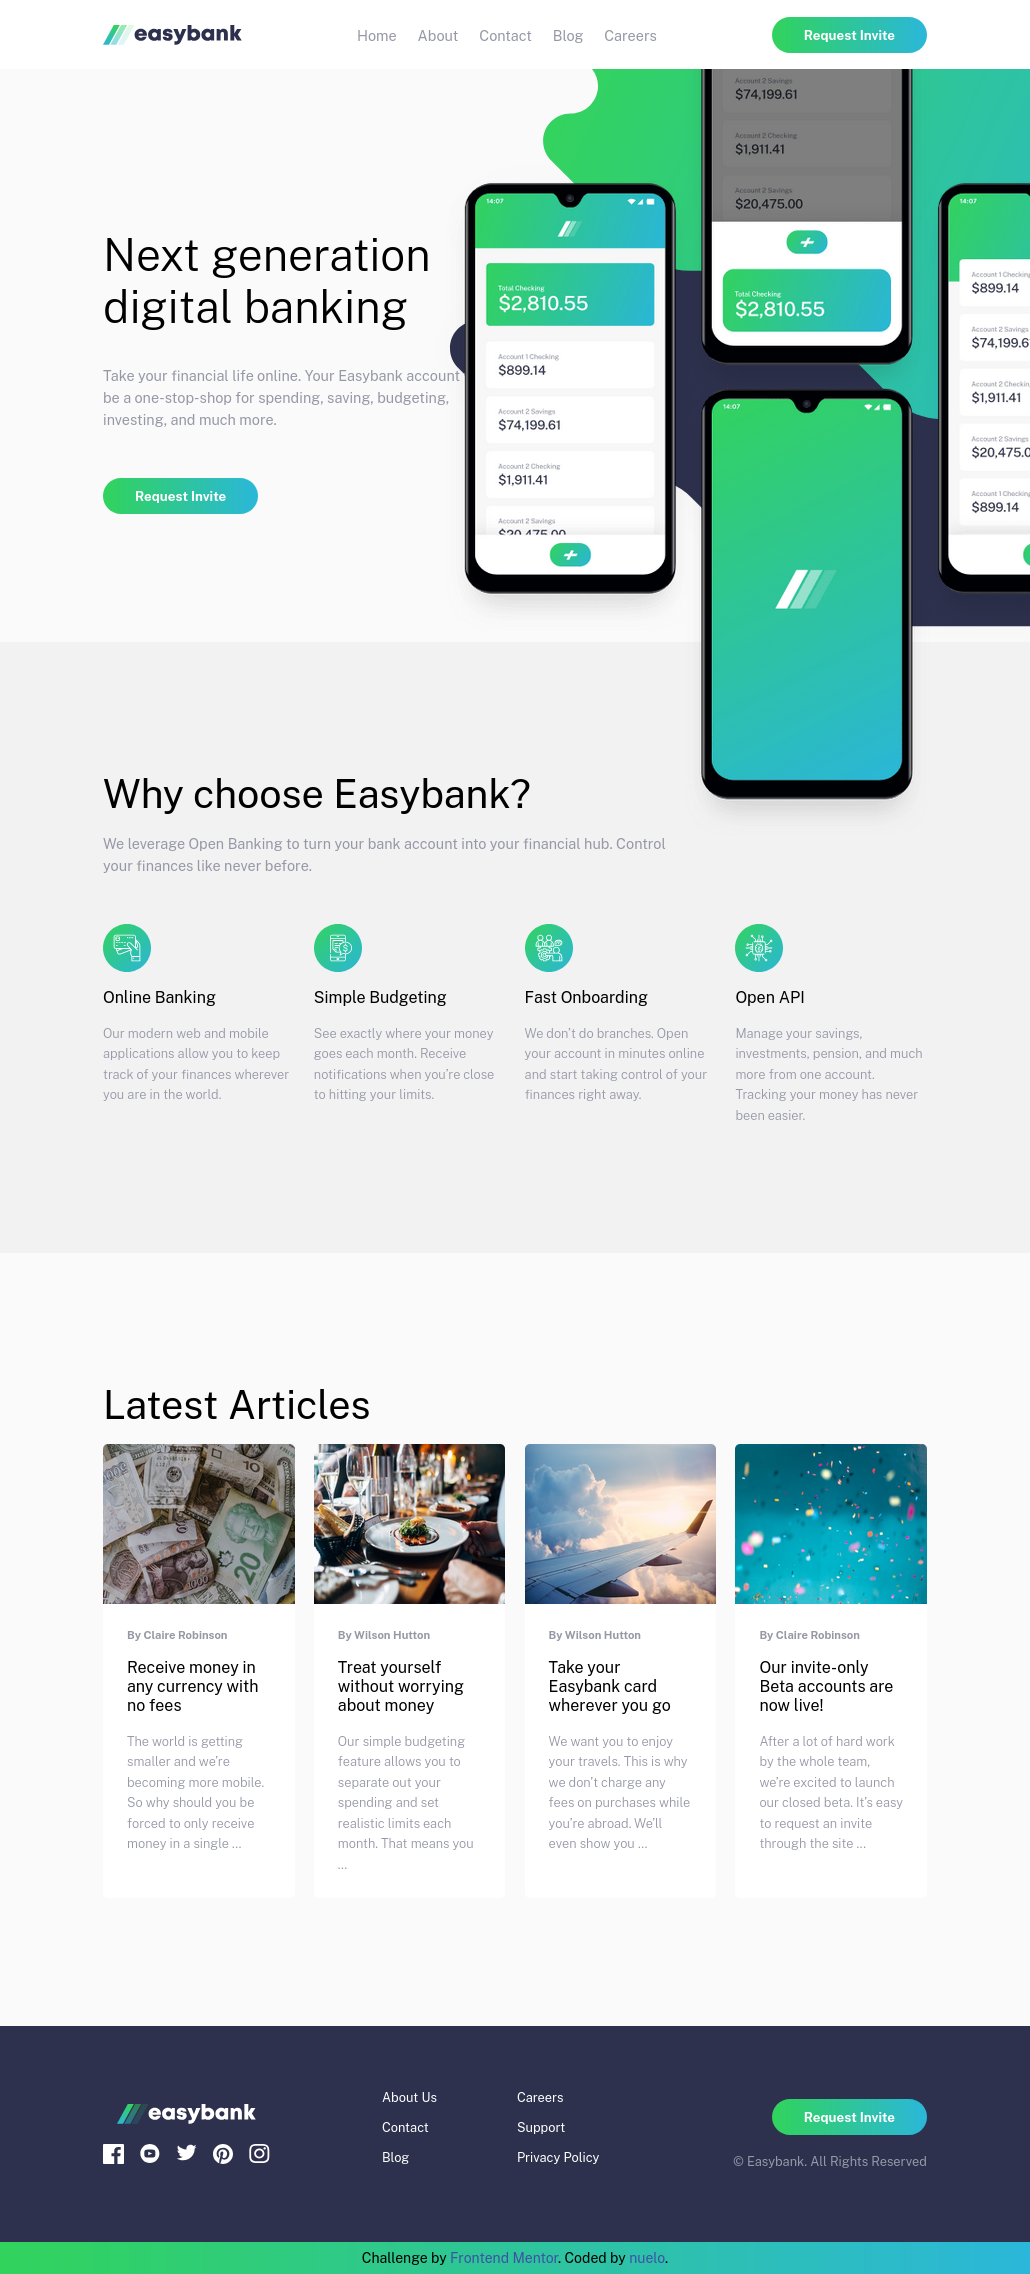 easybank
Home About Contact Blog Careers
Request Invite
Next generation
digital banking
Take your financial life online. Your Easybank account
be a one-stop-shop for spending, saving, budgeting,
investing, and much more.
Request Invite
14:07
Total Checking
$2,810.55
Account 1 Checking
$899.14
Account 2 Savings
$74,199.61
Account 2 Checking
$1,911.41
Account 2 Savings
$20,475.00
Account 2 Savings
$74,199.61
Account 2 Checking
$1,911.41
Account 2 Savings
$20,475.00
Total Checking
$2,810.55
14:07
14:07
Account 1 Checking
$899.14
Account 2 Savings
$74,199.6
Account 2 Checking
$1,911.41
Account 2 Savings
$20,475.0
Account 1 Checking
$899.14
Why choose Easybank?
We leverage Open Banking to turn your bank account into your financial hub. Control
your finances like never before.
Online Banking
Our modern web and mobile
applications allow you to keep
track of your finances wherever
you are in the world.
Simple Budgeting
See exactly where your money
goes each month. Receive
notifications when you're close
to hitting your limits.
Fast Onboarding
We don't do branches. Open
your account in minutes online
and start taking control of your
finances right away.
Open API
Manage your savings,
investments, pension, and much
more from one account.
Tracking your money has never
been easier.
Latest Articles
By Claire Robinson
Receive money in
any currency with
no fees
The world is getting
smaller and we're
becoming more mobile.
So why should you be
forced to only receive
money in a single ...
By Wilson Hutton
Treat yourself
without worrying
about money
Our simple budgeting
feature allows you to
separate out your
spending and set
realistic limits each
month. That means you
...
By Wilson Hutton
Take your
Easybank card
wherever you go
We want you to enjoy
your travels. This is why
we don't charge any
fees on purchases while
you're abroad. We'll
even show you ...
By Claire Robinson
Our invite-only
Beta accounts are
now live!
After a lot of hard work
by the whole team,
we're excited to launch
our closed beta. It's easy
to request an invite
through the site ...
easybank
About Us
Contact
Blog
Careers
Support
Privacy Policy
Request Invite
© Easybank. All Rights Reserved
Challenge by Frontend Mentor. Coded by nuelo.